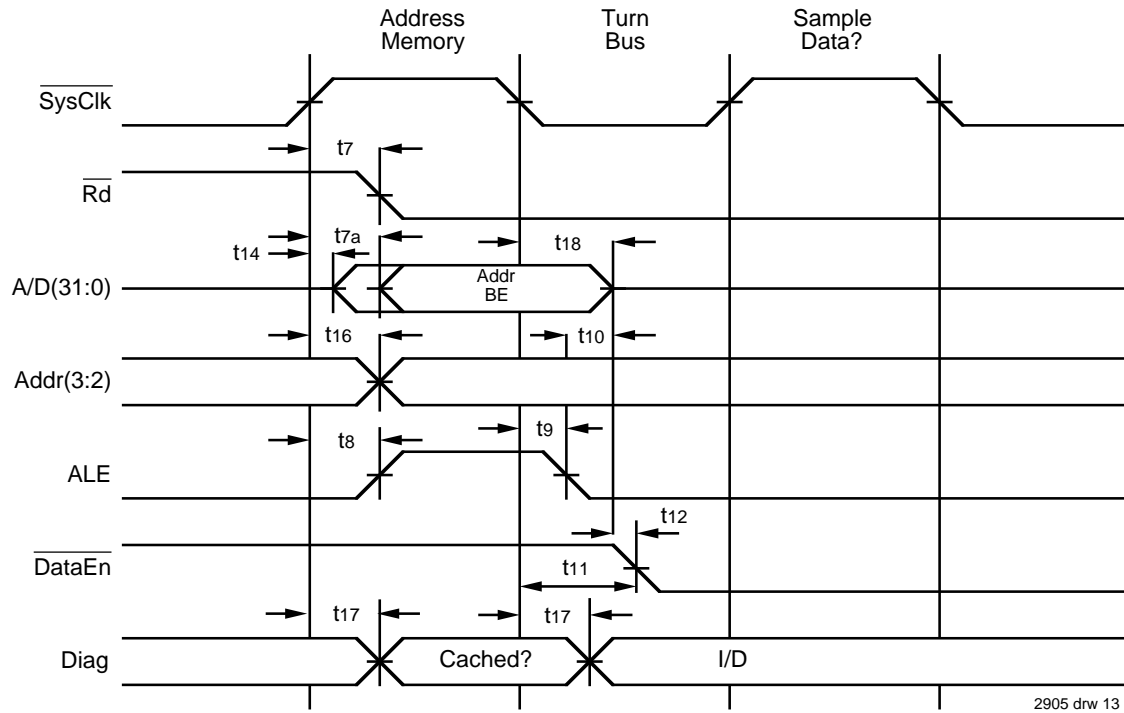 Address
Memory
Turn
Bus
Sample
Data?
SysClk
t7
Rd
t7a
t14
t18
A/D(31:0)
Addr
BE
t16
t10
Addr(3:2)
t8
t9
ALE
t12
DataEn
t11
t17
t17
Diag
Cached?
I/D
2905 drw 13